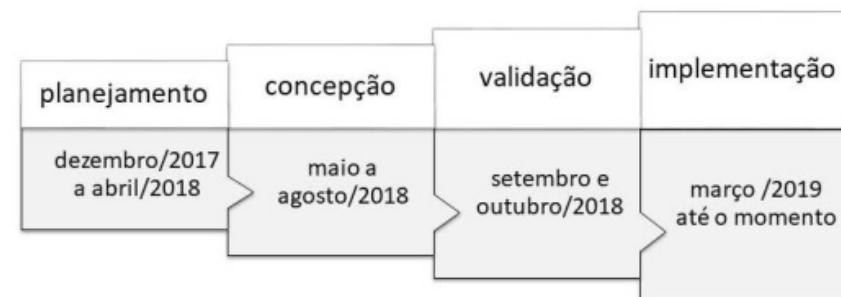 planejamento
dezembro/2017
a abril/2018
concepção
maio a
agosto/2018
validação
setembro e
outubro/2018
implementação
março /2019
até o momento